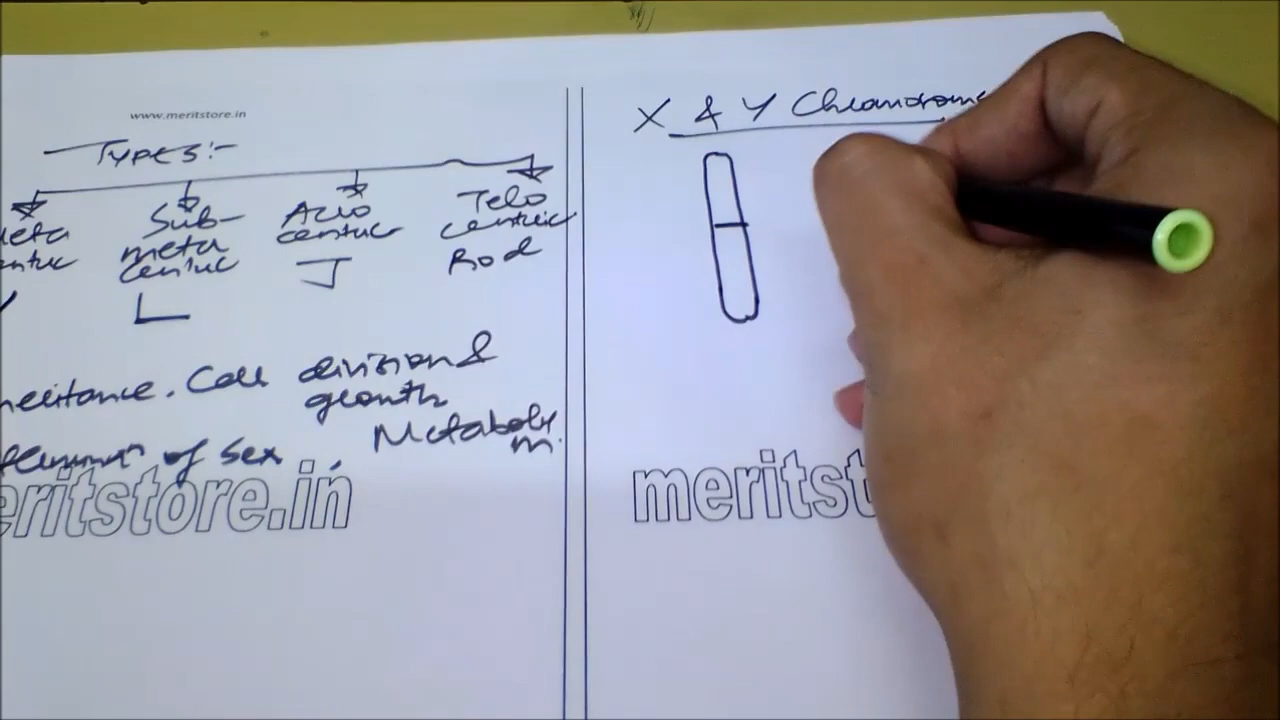 www.meritstore.in
Types:-
Sub-
meta
centric
Acro
centric
Telo
centric
Rod
L
J
Cell division &
growth
Metabolis
m.
of Sex ,
meritstore.in
X & Y Chromosome
meritst